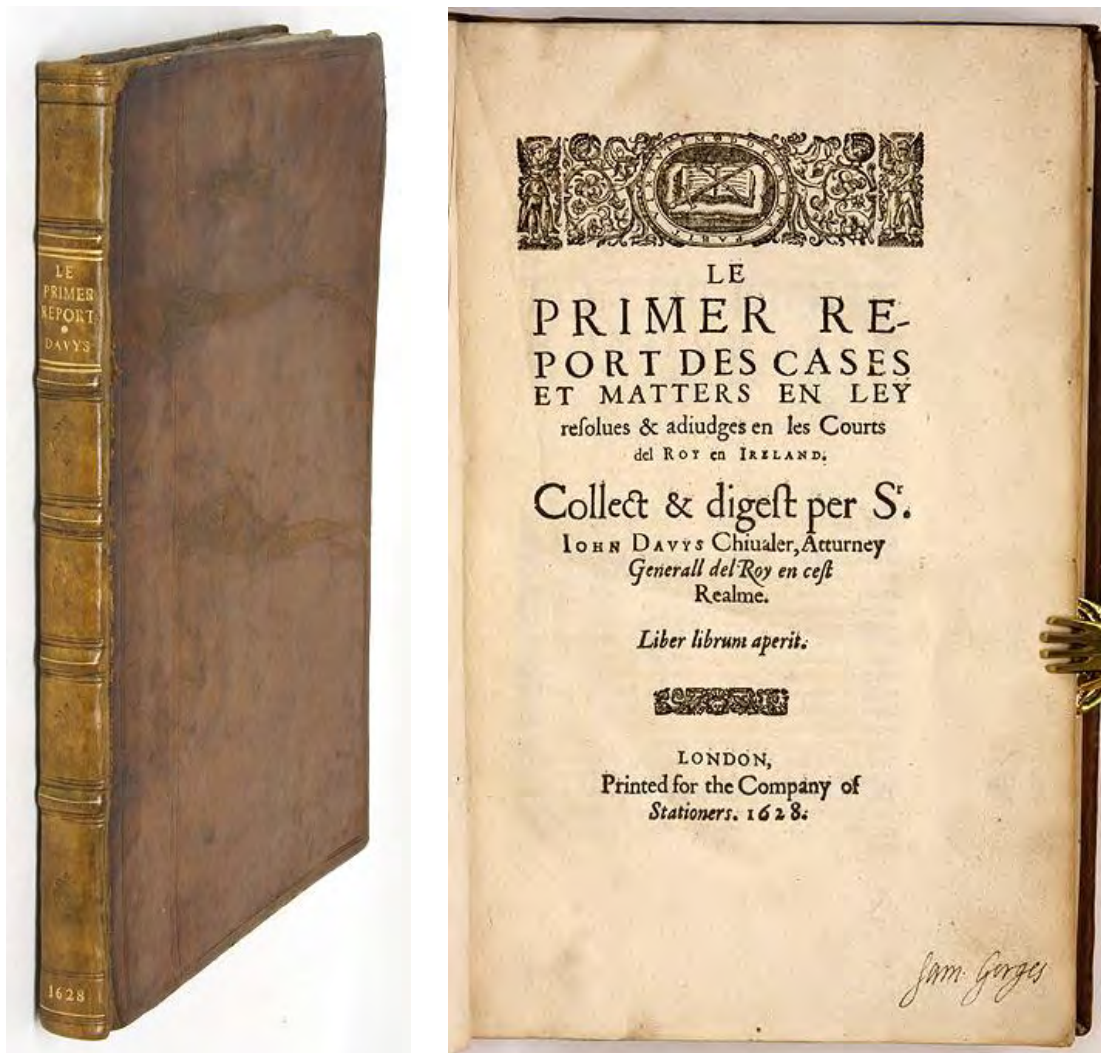 LE
PRIMER
REPORT
DAVYS
1628
LE
PRIMER RE-
PORT DES CASES
ET MATTERS EN LEY
reſolues & adiudges en les Courts
del ROY en IRELAND.
Collect & digeſt per Sr.
IOHN DAVYS Chiualer, Atturney
Generall del Roy en ceſt
Realme.
Liber librum aperit.
LONDON,
Printed for the Company of
Stationers. 1628.
Sam: Gorges